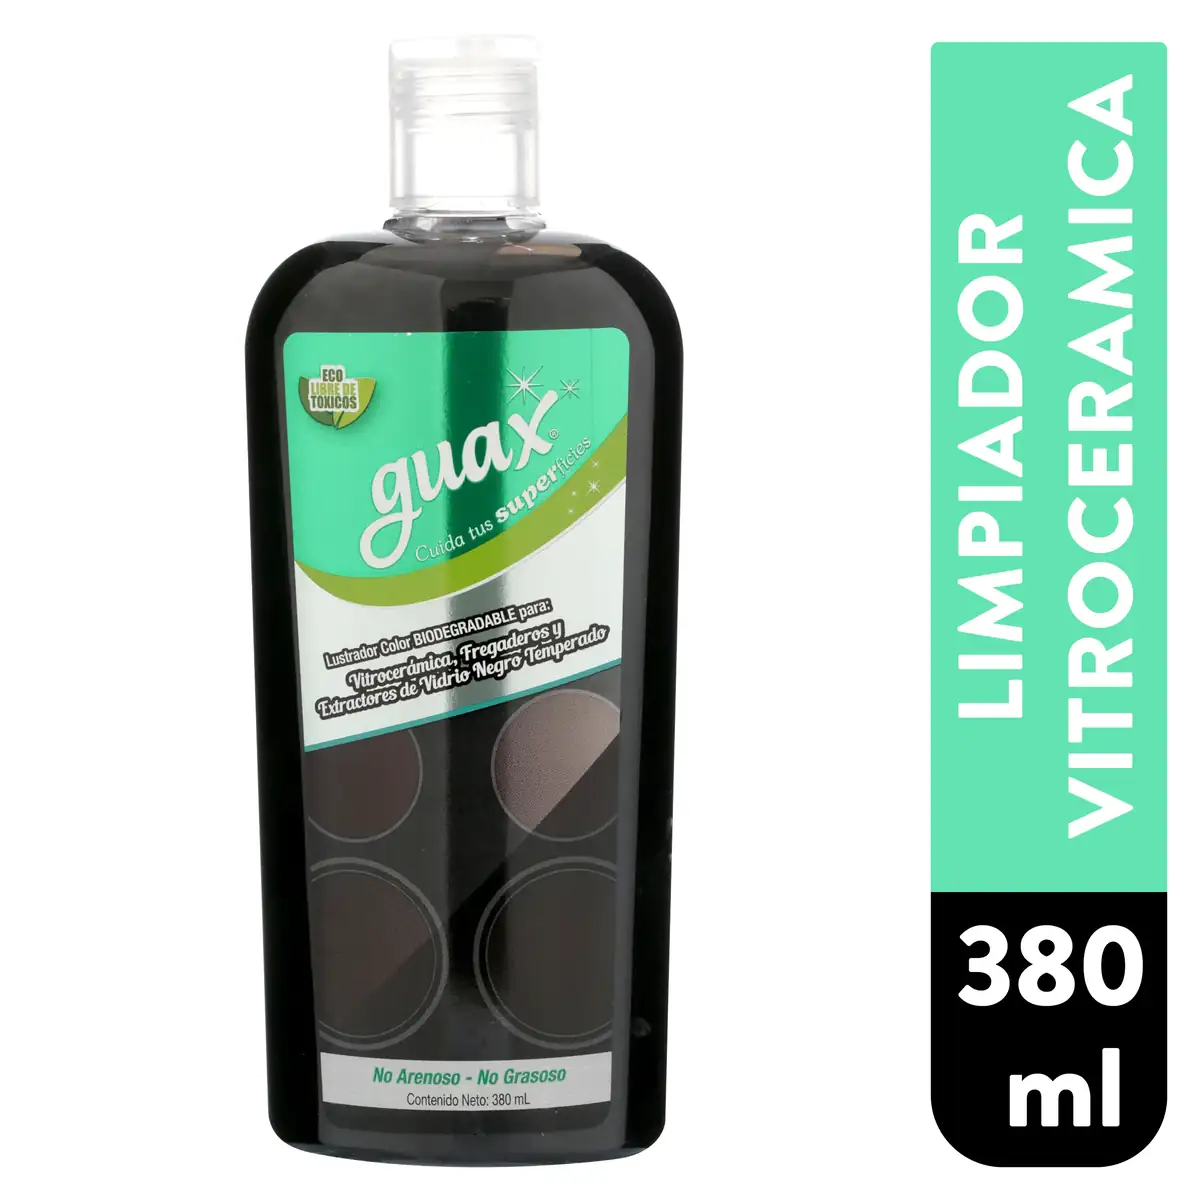 ECO
LIBRE DE
TOXICOS
guax®
Cuida tus superficies
Lustrador Color BIODEGRADABLE para:
Vitrocerámica, Fregaderos y
Extractores de Vidrio Negro Temperado
No Arenoso - No Grasoso
Contenido Neto: 380 mL
LIMPIADOR
VITROCERAMICA
380
ml